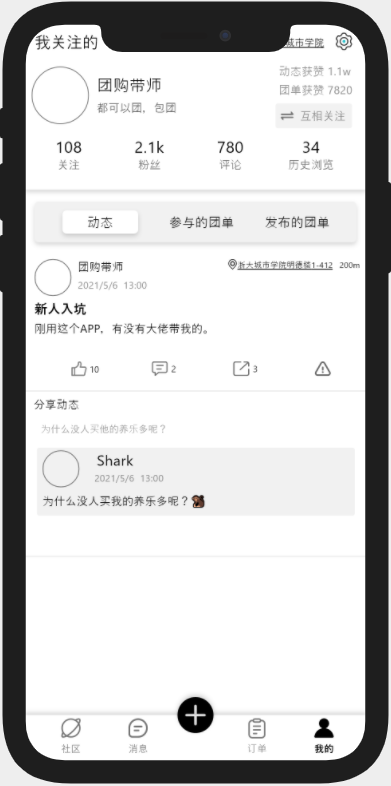 我关注的
城市学院
动态获赞 1.1w
团购带师
团单获赞 7820
都可以团，包团
互相关注
108 2.1k 780 34
关注 粉丝 评论 历史浏览
动态 参与的团单 发布的团单
团购带师 浙大城市学院明德楼1-412 200m
2021/5/6 13:00
新人入坑
刚用这个APP，有没有大佬带我的。
10 2 3
分享动态
为什么没人买他的养乐多呢？
Shark
2021/5/6 13:00
为什么没人买我的养乐多呢？
社区 消息 订单 我的